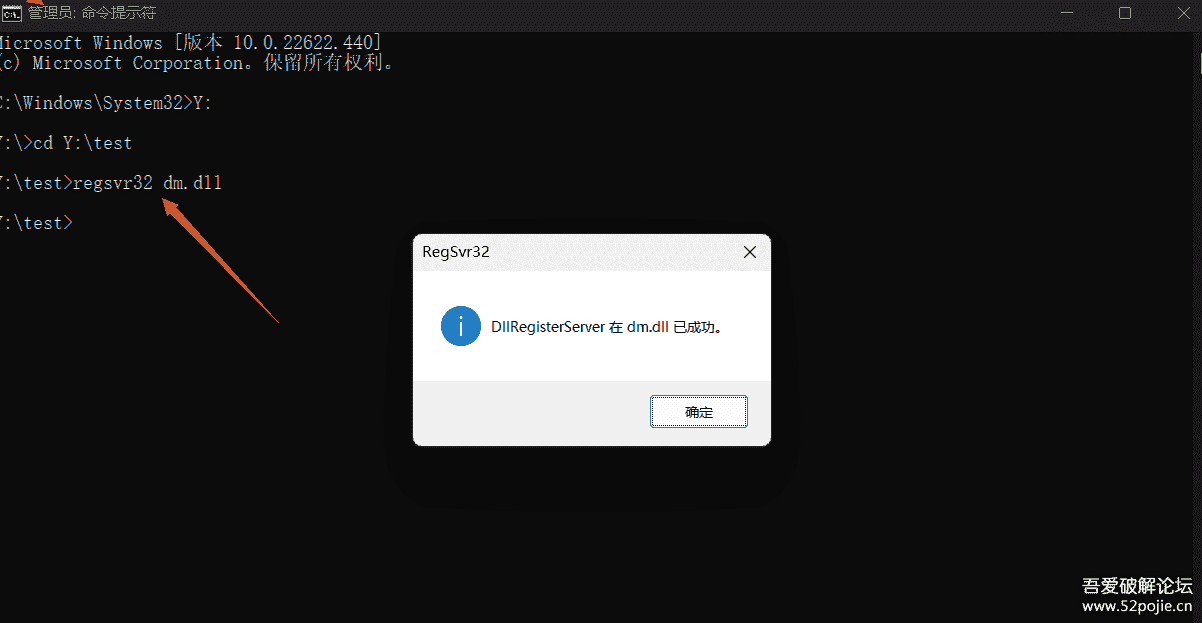 管理员: 命令提示符
Microsoft Windows [版本 10.0.22622.440]
(c) Microsoft Corporation。保留所有权利。
C:\Windows\System32>Y:
Y:\>cd Y:\test
Y:\test>regsvr32 dm.dll
Y:\test>
RegSvr32
DllRegisterServer 在 dm.dll 已成功。
确定
吾爱破解论坛
www.52pojie.cn